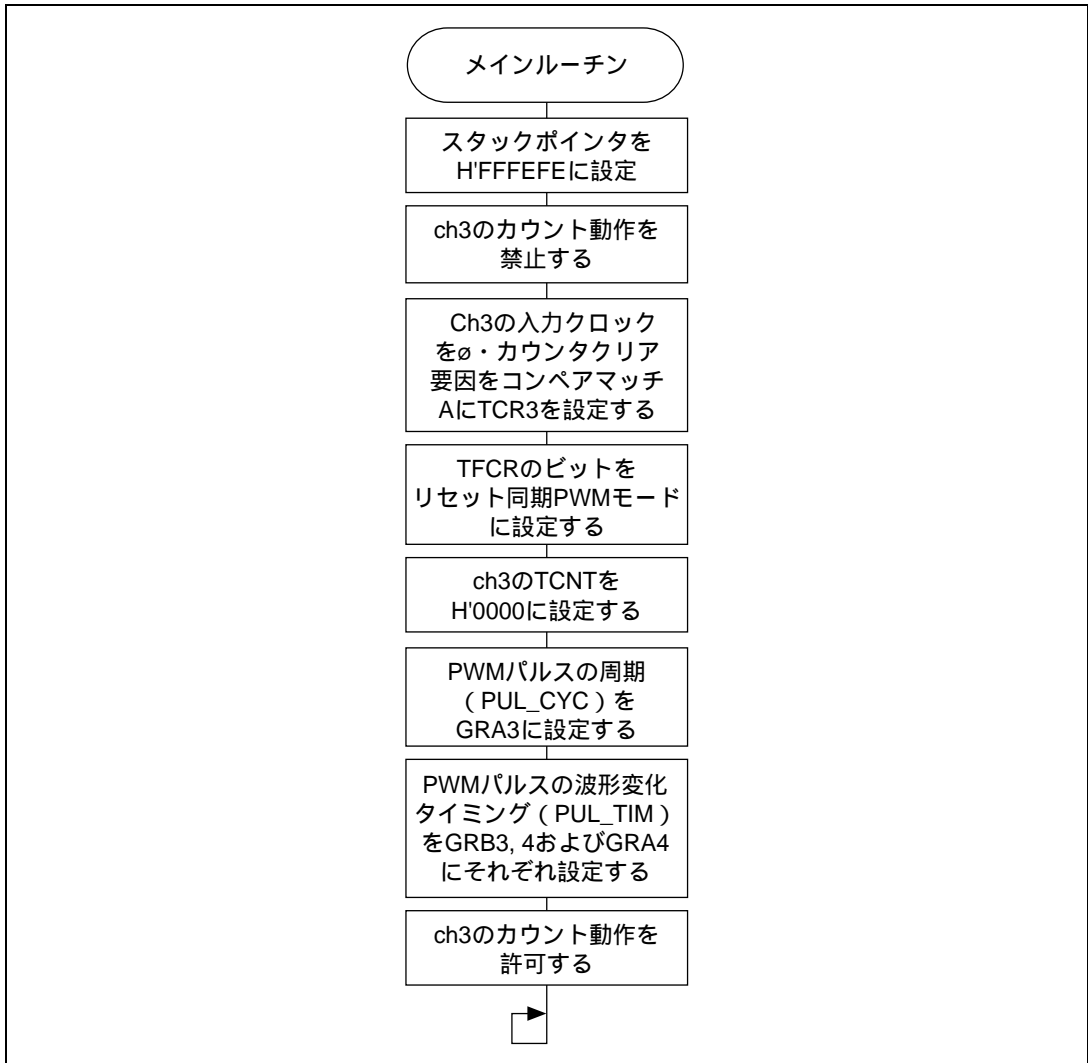 メインルーチン
スタックポインタを
H'FFFEFEに設定
ch3のカウント動作を
禁止する
Ch3の入力クロック
をø・カウンタクリア
要因をコンペアマッチ
AにTCR3を設定する
TFCRのビットを
リセット同期PWMモード
に設定する
ch3のTCNTを
H'0000に設定する
PWMパルスの周期
（PUL_CYC）を
GRA3に設定する
PWMパルスの波形変化
タイミング（PUL_TIM）
をGRB3, 4およびGRA4
にそれぞれ設定する
ch3のカウント動作を
許可する